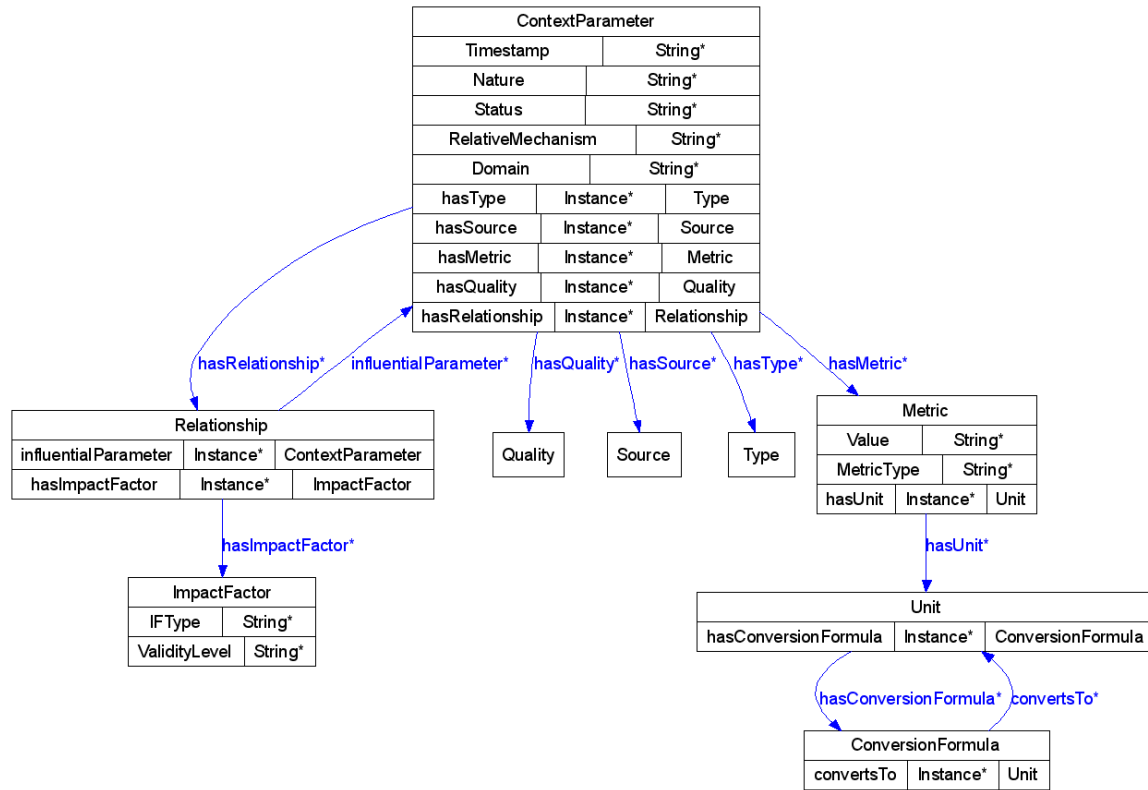 ContextParameter
Timestamp String*
Nature String*
Status String*
RelativeMechanism String*
Domain String*
hasType Instance* Type
hasSource Instance* Source
hasMetric Instance* Metric
hasQuality Instance* Quality
hasRelationship Instance* Relationship
hasRelationship* influentialParameter* hasQuality* hasSource* hasType* hasMetric*
Relationship
influentialParameter Instance* ContextParameter
hasImpactFactor Instance* ImpactFactor
Quality
Source
Type
Metric
Value String*
MetricType String*
hasUnit Instance* Unit
hasImpactFactor*
hasUnit*
ImpactFactor
IFType String*
ValidityLevel String*
Unit
hasConversionFormula Instance* ConversionFormula
hasConversionFormula* convertsTo*
ConversionFormula
convertsTo Instance* Unit